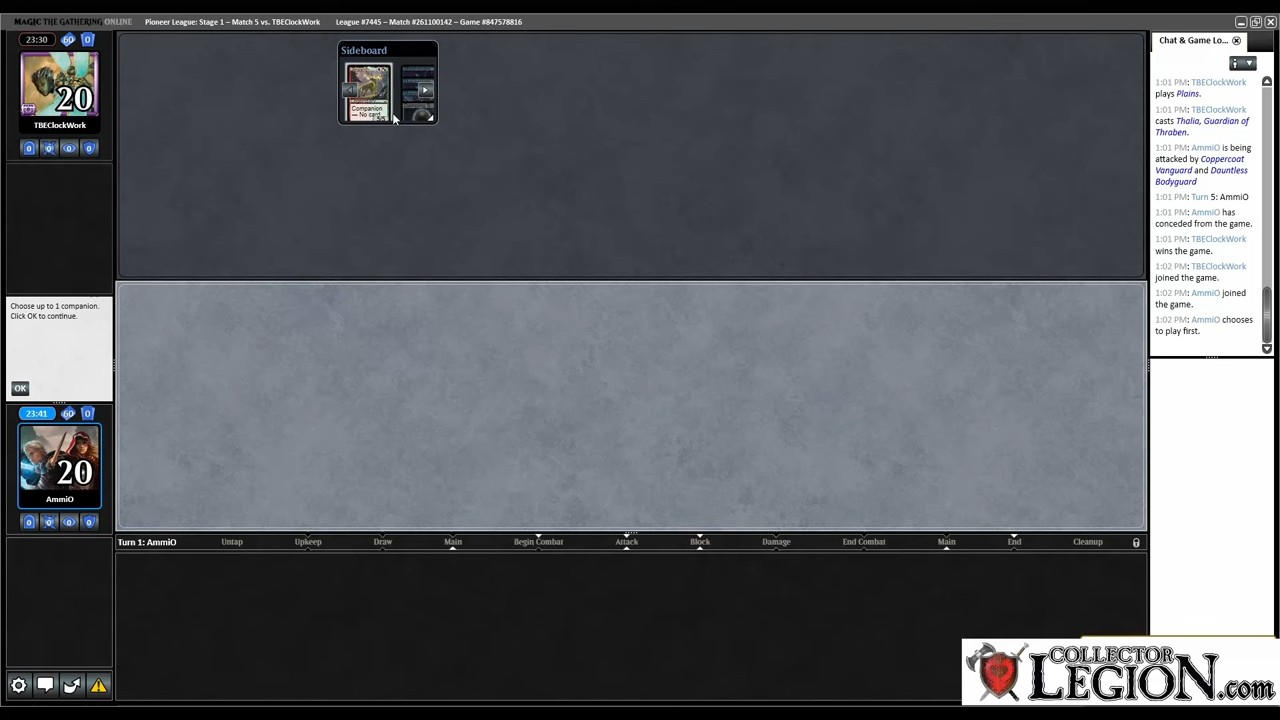 MAGIC THE GATHERING ONLINE
Pioneer League: Stage 1 – Match 5 vs. TBEClockWork
League #7445 – Match #261100142 – Game #847578816
23:30
60
0
20
TBEClockWork
0
0
0
0
Sideboard
Companion
— No card
Choose up to 1 companion.
Click OK to continue.
OK
23:41
60
0
20
AmmiO
0
0
0
0
Turn 1: AmmiO
Untap
Upkeep
Draw
Main
Begin Combat
Attack
Block
Damage
End Combat
Main
End
Cleanup
Chat & Game Lo...
1:01 PM: TBEClockWork
plays Plains.
1:01 PM: TBEClockWork
casts Thalia, Guardian of
Thraben.
1:01 PM: AmmiO is being
attacked by Coppercoat
Vanguard and Dauntless
Bodyguard
1:01 PM: Turn 5: AmmiO
1:01 PM: AmmiO has
conceded from the game.
1:01 PM: TBEClockWork
wins the game.
1:02 PM: TBEClockWork
joined the game.
1:02 PM: AmmiO joined
the game.
1:02 PM: AmmiO chooses
to play first.
COLLECTOR
LEGION.com